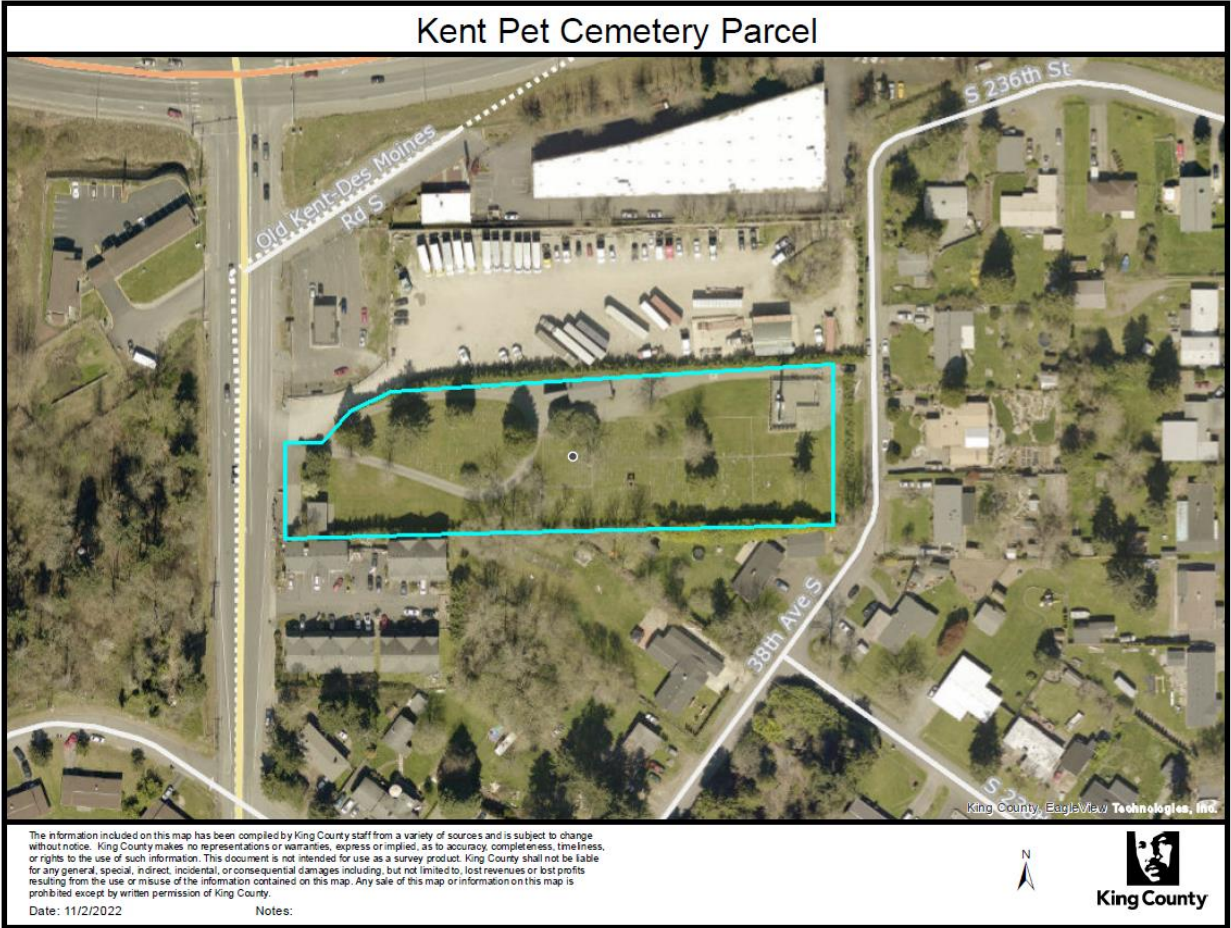 Kent Pet Cemetery Parcel
S 236th St
Old Kent-Des Moines
Rd S
38th Ave S
King County, EagleView Technologies, Inc.
The information included on this map has been compiled by King County staff from a variety of sources and is subject to change
without notice. King County makes no representations or warranties, express or implied, as to accuracy, completeness, timeliness,
or rights to the use of such information. This document is not intended for use as a survey product. King County shall not be liable
for any general, special, indirect, incidental, or consequential damages including, but not limited to, lost revenues or lost profits
resulting from the use or misuse of the information contained on this map. Any sale of this map or information on this map is
prohibited except by written permission of King County.
Date: 11/2/2022 Notes:
N
King County